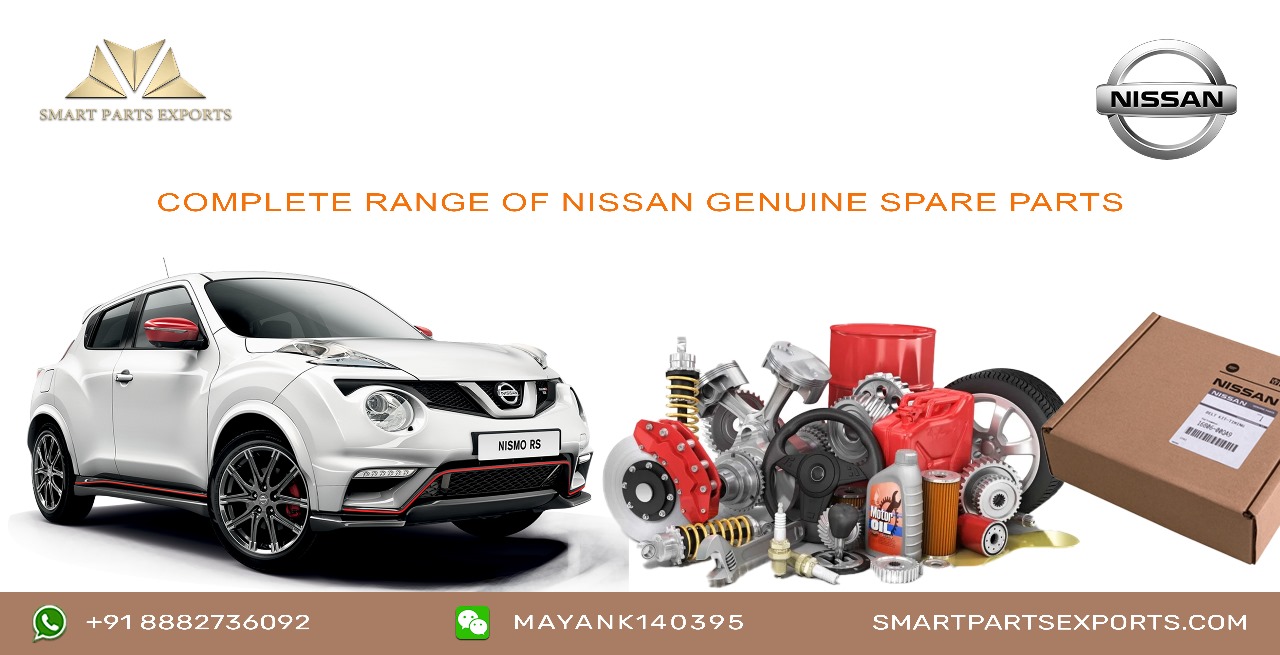 SMART PARTS EXPORTS
NISSAN
COMPLETE RANGE OF NISSAN GENUINE SPARE PARTS
NISMO RS
Motor
OIL
NISSAN
NISSAN
+91 8882736092
MAYANK140395
SMARTPARTSEXPORTS.COM